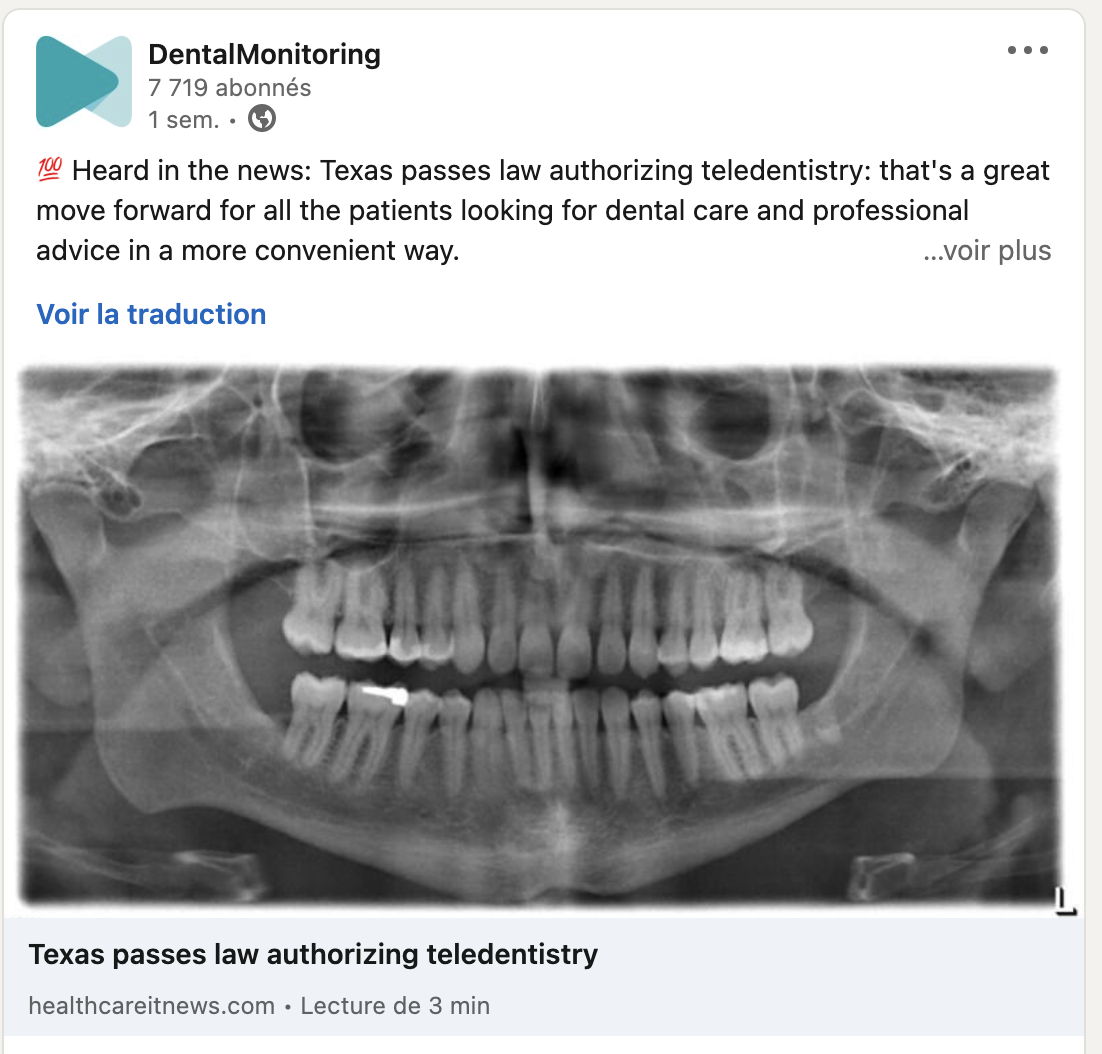 DentalMonitoring
7 719 abonnés
1 sem. •
💯 Heard in the news: Texas passes law authorizing teledentistry: that's a great
move forward for all the patients looking for dental care and professional
advice in a more convenient way.
...voir plus
Voir la traduction
L
Texas passes law authorizing teledentistry
healthcareitnews.com • Lecture de 3 min